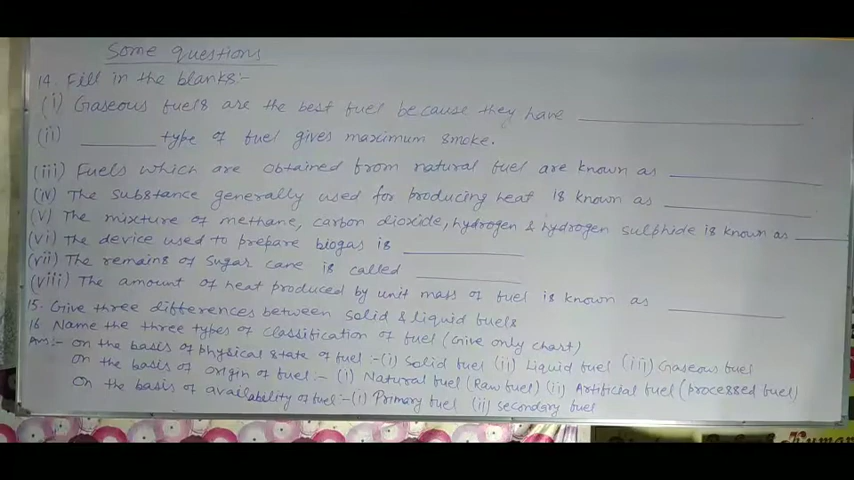 Some questions
14. Fill in the blanks:-
(i) Gaseous fuels are the best fuel because they have ____________
(ii) ________ type of fuel gives maximum smoke.
(iii) Fuels which are obtained from natural fuel are known as ____________
(iv) The substance generally used for producing heat is known as ____________
(v) The mixture of methane, carbon dioxide, hydrogen & hydrogen sulphide is known as ______
(vi) The device used to prepare biogas is ____________
(vii) The remains of sugar cane is called ____________
(viii) The amount of heat produced by unit mass of fuel is known as ____________
15. Give three differences between solid & liquid fuels
16 Name the three types of classification of fuel (Give only chart)
Ans:- On the basis of physical state of fuel -(i) Solid fuel (ii) Liquid fuel (iii) Gaseous fuel
On the basis of origin of fuel:- (i) Natural fuel (Raw fuel) (ii) Artificial fuel (processed fuel)
On the basis of availability of fuel:-(i) Primary fuel (ii) secondary fuel